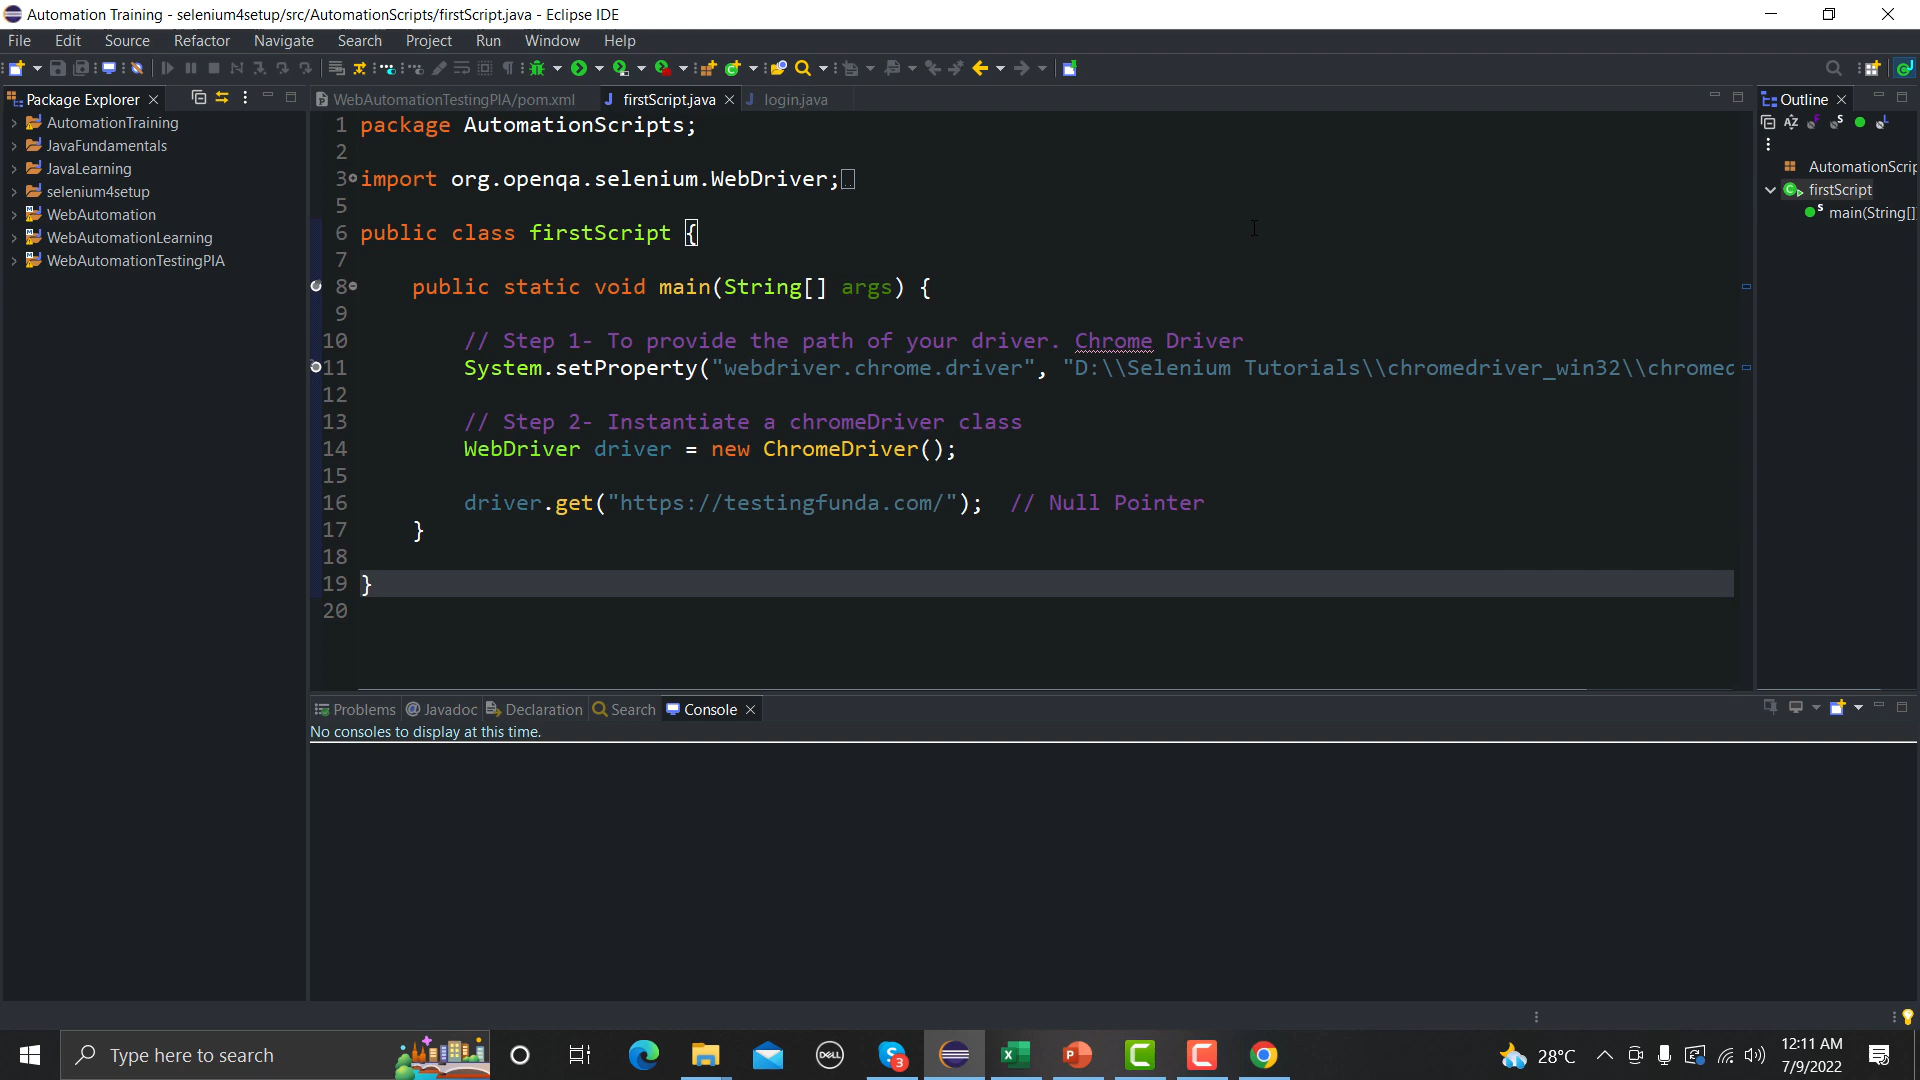 Automation Training - selenium4setup/src/AutomationScripts/firstScript.java - Eclipse IDE
File Edit Source Refactor Navigate Search Project Run Window Help
Package Explorer
AutomationTraining
JavaFundamentals
JavaLearning
selenium4setup
WebAutomation
WebAutomationLearning
WebAutomationTestingPIA
WebAutomationTestingPIA/pom.xml firstScript.java login.java
1 package AutomationScripts;
2
3 import org.openqa.selenium.WebDriver;
5
6 public class firstScript {
7
8 public static void main(String[] args) {
9
10 // Step 1- To provide the path of your driver. Chrome Driver
11 System.setProperty("webdriver.chrome.driver", "D:\\Selenium Tutorials\\chromedriver_win32\\chromed
12
13 // Step 2- Instantiate a chromeDriver class
14 WebDriver driver = new ChromeDriver();
15
16 driver.get("https://testingfunda.com/"); // Null Pointer
17 }
18
19 }
20
Outline
AutomationScrip
firstScript
main(String[]
Problems Javadoc Declaration Search Console
No consoles to display at this time.
Type here to search
DELL
3
28°C
12:11 AM
7/9/2022